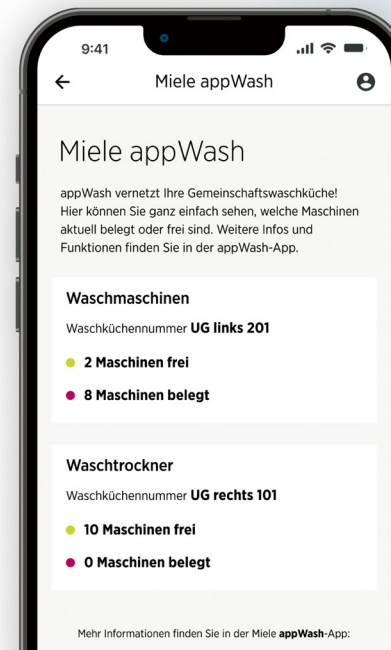 9:41
Miele appWash
Miele appWash
appWash vernetzt Ihre Gemeinschaftswaschküche!
Hier können Sie ganz einfach sehen, welche Maschinen
aktuell belegt oder frei sind. Weitere Infos und
Funktionen finden Sie in der appWash-App.
Waschmaschinen
Waschküchennummer UG links 201
2 Maschinen frei
8 Maschinen belegt
Waschtrockner
Waschküchennummer UG rechts 101
10 Maschinen frei
0 Maschinen belegt
Mehr Informationen finden Sie in der Miele appWash-App: